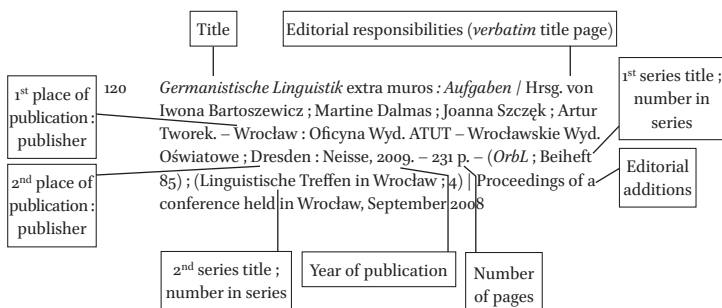 Title
Editorial responsibilities (verbatim title page)
1st place of
publication :
publisher
2nd place of
publication :
publisher
120 Germanistische Linguistik extra muros : Aufgaben / Hrsg. von
Iwona Bartoszewicz ; Martine Dalmas ; Joanna Szczęk ; Artur
Tworek. – Wrocław : Oficyna Wyd. ATUT – Wrocławskie Wyd.
Oświatowe ; Dresden : Neisse, 2009. – 231 p. – (OrbL ; Beiheft
85) ; (Linguistische Treffen in Wrocław ; 4) | Proceedings of a
conference held in Wrocław, September 2008
1st series title ;
number in
series
Editorial
additions
2nd series title ;
number in series
Year of publication
Number
of pages